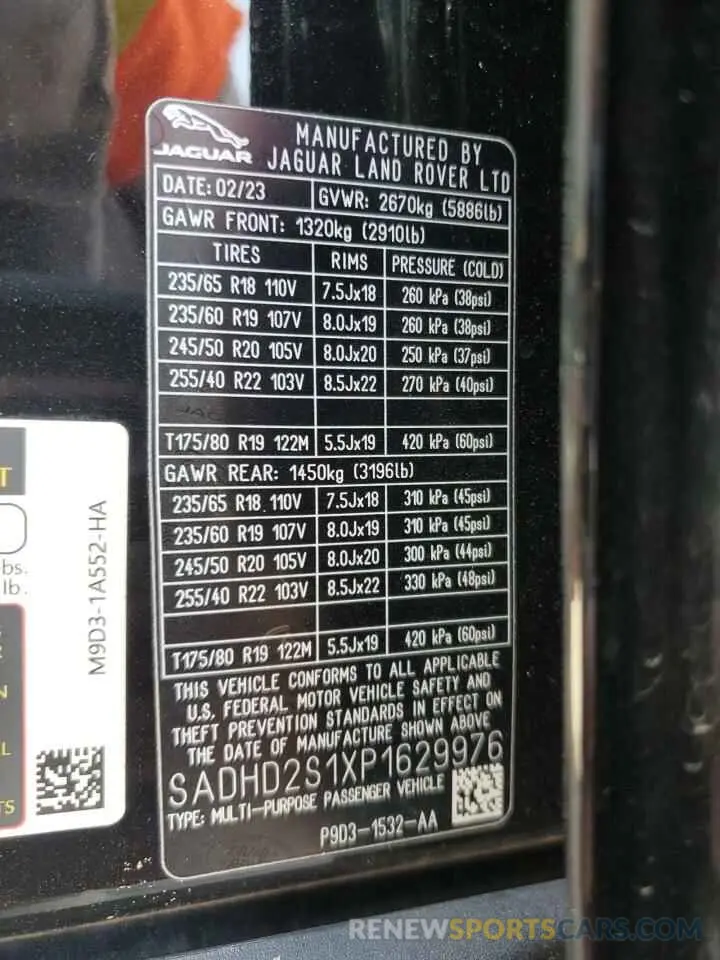 JAGUAR
MANUFACTURED BY
JAGUAR LAND ROVER LTD
DATE: 02/23 GVWR: 2670kg (5886lb)
GAWR FRONT: 1320kg (2910lb)
TIRES RIMS PRESSURE (COLD)
235/65 R18 110V 7.5Jx18 260 kPa (38psi)
235/60 R19 107V 8.0Jx19 260 kPa (38psi)
245/50 R20 105V 8.0Jx20 250 kPa (37psi)
255/40 R22 103V 8.5Jx22 270 kPa (40psi)
T175/80 R19 122M 5.5Jx19 420 kPa (60psi)
GAWR REAR: 1450kg (3196lb)
235/65 R18 110V 7.5Jx18 310 kPa (45psi)
235/60 R19 107V 8.0Jx19 310 kPa (45psi)
245/50 R20 105V 8.0Jx20 300 kPa (44psi)
255/40 R22 103V 8.5Jx22 330 kPa (48psi)
T175/80 R19 122M 5.5Jx19 420 kPa (60psi)
THIS VEHICLE CONFORMS TO ALL APPLICABLE
U.S. FEDERAL MOTOR VEHICLE SAFETY AND
THEFT PREVENTION STANDARDS IN EFFECT ON
THE DATE OF MANUFACTURE SHOWN ABOVE
SADHD2S1XP1629976
TYPE: MULTI-PURPOSE PASSENGER VEHICLE
P9D3-1532-AA
M9D3-1A552-HA
lb.
RENEWSPORTSCARS.COM